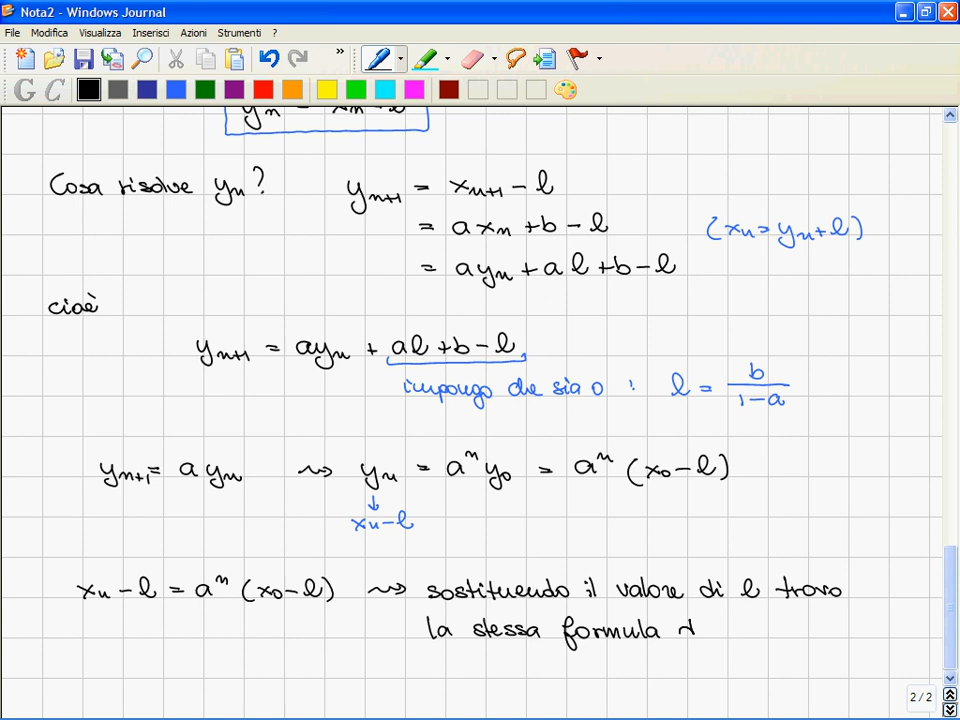 Nota2 - Windows Journal
File Modifica Visualizza Inserisci Azioni Strumenti ?
»
G C
yn = xn - l
Cosa risolve yn? yn+1 = xn+1 - l
= axn + b - l (xn = yn + l)
= ayn + al + b - l
cioè
yn+1 = ayn + al + b - l
impongo che sia 0 : l = b / 1-a
yn+1 = ayn ⇝ yn = a^n y0 = a^n (x0 - l)
↓
xn - l
xn - l = a^n (x0 - l) ⇝ sostituendo il valore di l trovo
la stessa formula
2 / 2